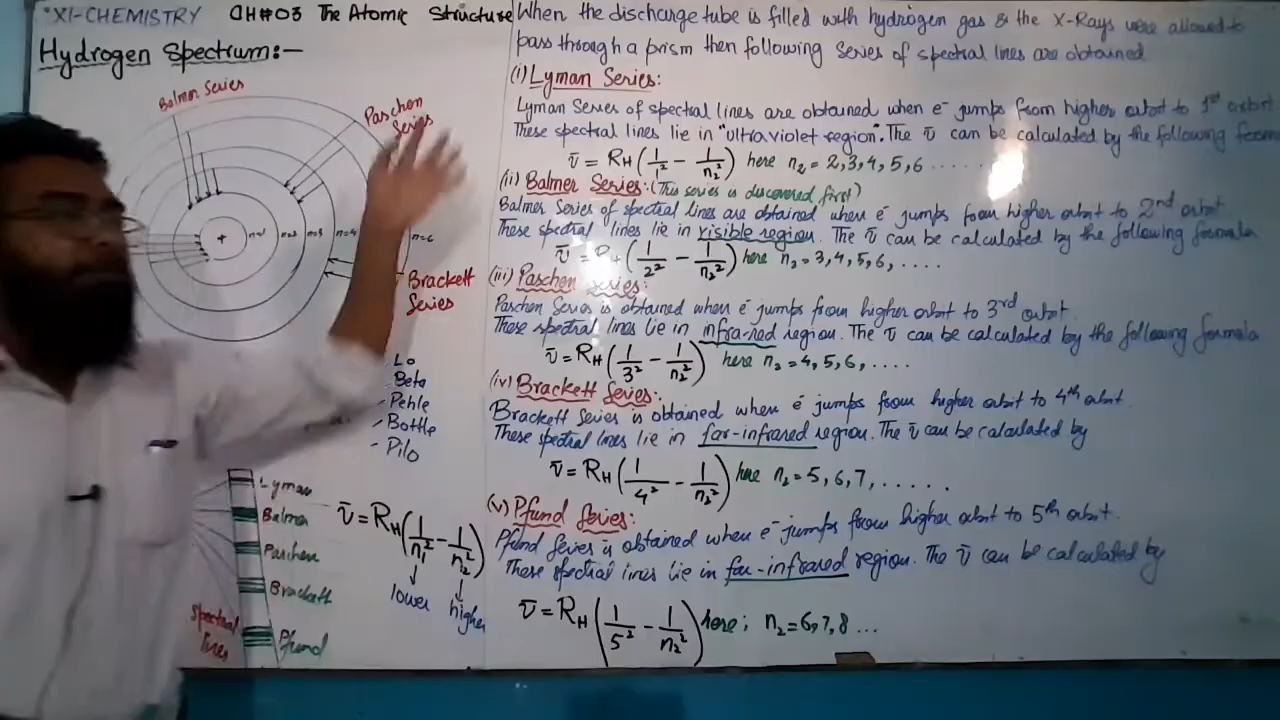 XI-CHEMISTRY CH#03 The Atomic Structure
Hydrogen Spectrum:-
Balmer Series
Paschen Series
+ n=1 n=2 n=3 n=4 n=6
Brackett Series
- Lo
- Beta
- Pehle
- Bottle
- Pilo
Lyman
Balmer
Paschen
Brackett
Pfund
Spectral lines
ν̄ = R_H (1/n₁² - 1/n₂²)
lower higher
When the discharge tube is filled with hydrogen gas & the X-Rays were allowed to
pass through a prism then following series of spectral lines are obtained
(i) Lyman Series:
Lyman Series of spectral lines are obtained when e⁻ jumps from higher orbit to 1st orbit
These spectral lines lie in "ultraviolet region". The ν̄ can be calculated by the following
ν̄ = R_H (1/1² - 1/n₂²) here n₂ = 2,3,4,5,6 ......
(ii) Balmer Series: (This series is discovered first)
Balmer Series of spectral lines are obtained when e⁻ jumps from higher orbit to 2nd orbit
These spectral lines lie in visible region. The ν̄ can be calculated by the following formula
ν̄ = R_H (1/2² - 1/n₂²) here n₂ = 3,4,5,6, ....
(iii) Paschen Series:
Paschen Series is obtained when e⁻ jumps from higher orbit to 3rd orbit.
These spectral lines lie in infra-red region. The ν̄ can be calculated by the following formula
ν̄ = R_H (1/3² - 1/n₂²) here n₂ = 4,5,6, ....
(iv) Brackett Series:
Brackett Series is obtained when e⁻ jumps from higher orbit to 4th orbit.
These spectral lines lie in far-infrared region. The ν̄ can be calculated by
ν̄ = R_H (1/4² - 1/n₂²) here n₂ = 5,6,7, ......
(v) Pfund Series:
Pfund Series is obtained when e⁻ jumps from higher orbit to 5th orbit.
These spectral lines lie in far-infrared region. The ν̄ can be calculated by
ν̄ = R_H (1/5² - 1/n₂²) here; n₂ = 6,7,8 ...